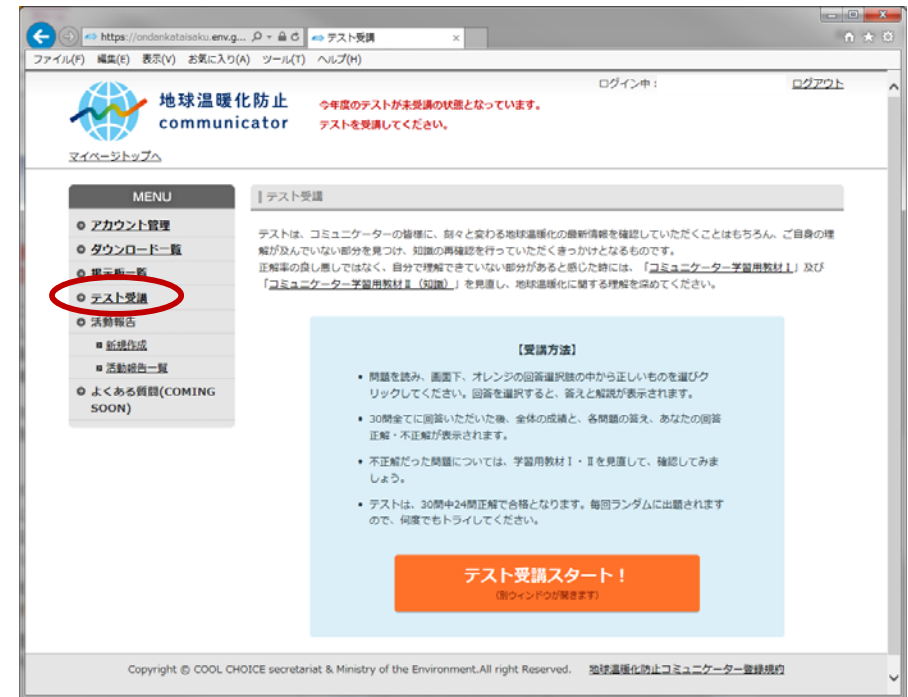 https://ondankataisaku.env.g...
テスト受講
ファイル(F) 編集(E) 表示(V) お気に入り(A) ツール(T) ヘルプ(H)
ログイン中：
ログアウト
地球温暖化防止
communicator
今年度のテストが未受講の状態となっています。
テストを受講してください。
マイページトップへ
MENU
アカウント管理
ダウンロード一覧
掲示板一覧
テスト受講
活動報告
新規作成
活動報告一覧
よくある質問(COMING
SOON)
テスト受講
テストは、コミュニケーターの皆様に、刻々と変わる地球温暖化の最新情報を確認していただくことはもちろん、ご自身の理
解が及んでいない部分を見つけ、知識の再確認を行っていただくきっかけとなるものです。
正解率の良し悪しではなく、自分で理解できていない部分があると感じた時には、「コミュニケーター学習用教材Ⅰ」及び
「コミュニケーター学習用教材Ⅱ（知識）」を見直し、地球温暖化に関する理解を深めてください。
【受講方法】
• 問題を読み、画面下、オレンジの回答選択肢の中から正しいものを選びク
リックしてください。回答を選択すると、答えと解説が表示されます。
• 30問全てに回答いただいた後、全体の成績と、各問題の答え、あなたの回答
正解・不正解が表示されます。
• 不正解だった問題については、学習用教材Ⅰ・Ⅱを見直して、確認してみま
しょう。
• テストは、30問中24問正解で合格となります。毎回ランダムに出題されます
ので、何度でもトライしてください。
テスト受講スタート！
(別ウィンドウが開きます)
Copyright © COOL CHOICE secretariat & Ministry of the Environment.All right Reserved. 地球温暖化防止コミュニケーター登録規約